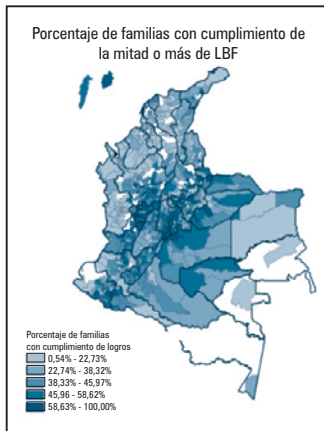 Porcentaje de familias con cumplimiento de
la mitad o más de LBF
Porcentaje de familias
con cumplimiento de logros
0,54% - 22,73%
22,74% - 38,32%
38,33% - 45,97%
45,96 - 58,62%
58,63% - 100,00%